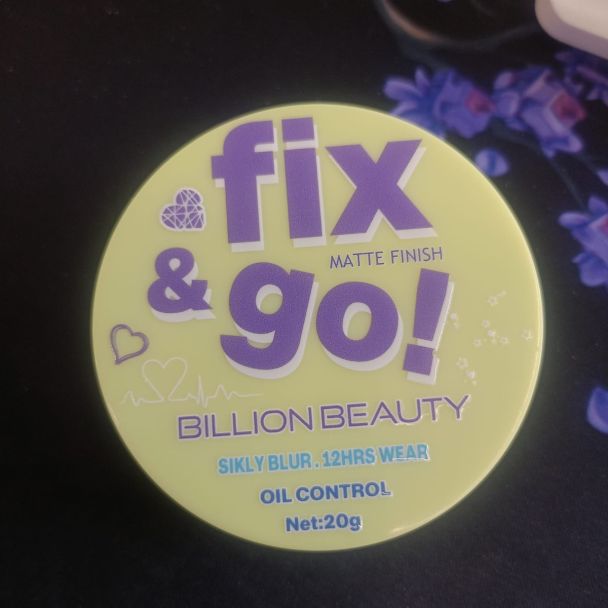 fix
MATTE FINISH
& go!
BILLION BEAUTY
SIKLY BLUR . 12HRS WEAR
OIL CONTROL
Net:20g